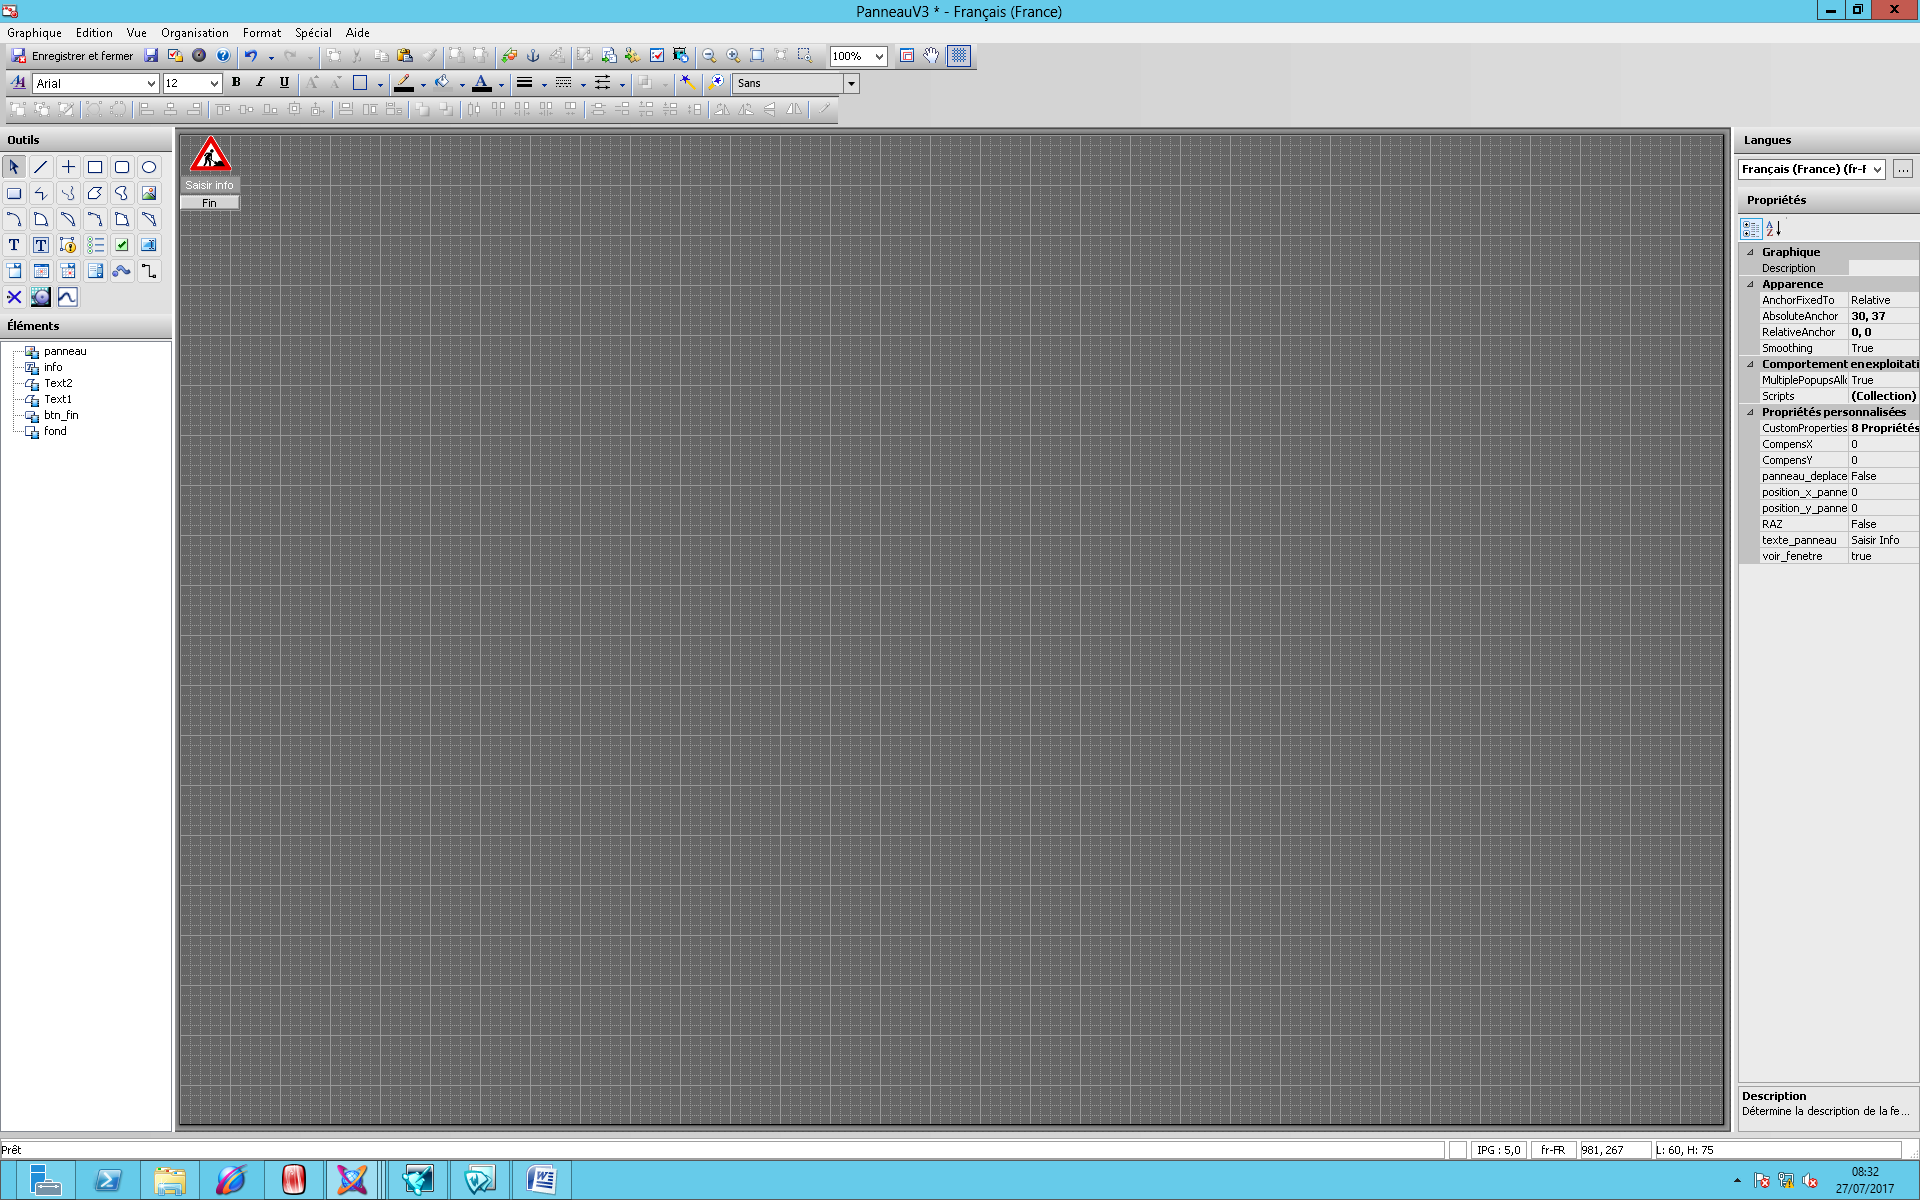 PanneauV3 * - Français (France)
Graphique Edition Vue Organisation Format Spécial Aide
Enregistrer et fermer 100%
Arial 12 B I U Sans
Outils
Saisir info
Fin
Éléments
panneau
info
Text2
Text1
btn_fin
fond
Langues
Français (France) (fr-F
...
Propriétés
Graphique
Description
Apparence
AnchorFixedTo Relative
AbsoluteAnchor 30, 37
RelativeAnchor 0, 0
Smoothing True
Comportement en exploitati
MultiplePopupsAllo True
Scripts (Collection)
Propriétés personnalisées
CustomProperties 8 Propriétés
CompensX 0
CompensY 0
panneau_deplace False
position_x_panne 0
position_y_panne 0
RAZ False
texte_panneau Saisir Info
voir_fenetre true
Description
Détermine la description de la fe...
Prêt IPG : 5,0 fr-FR 981, 267 L: 60, H: 75
08:32
27/07/2017